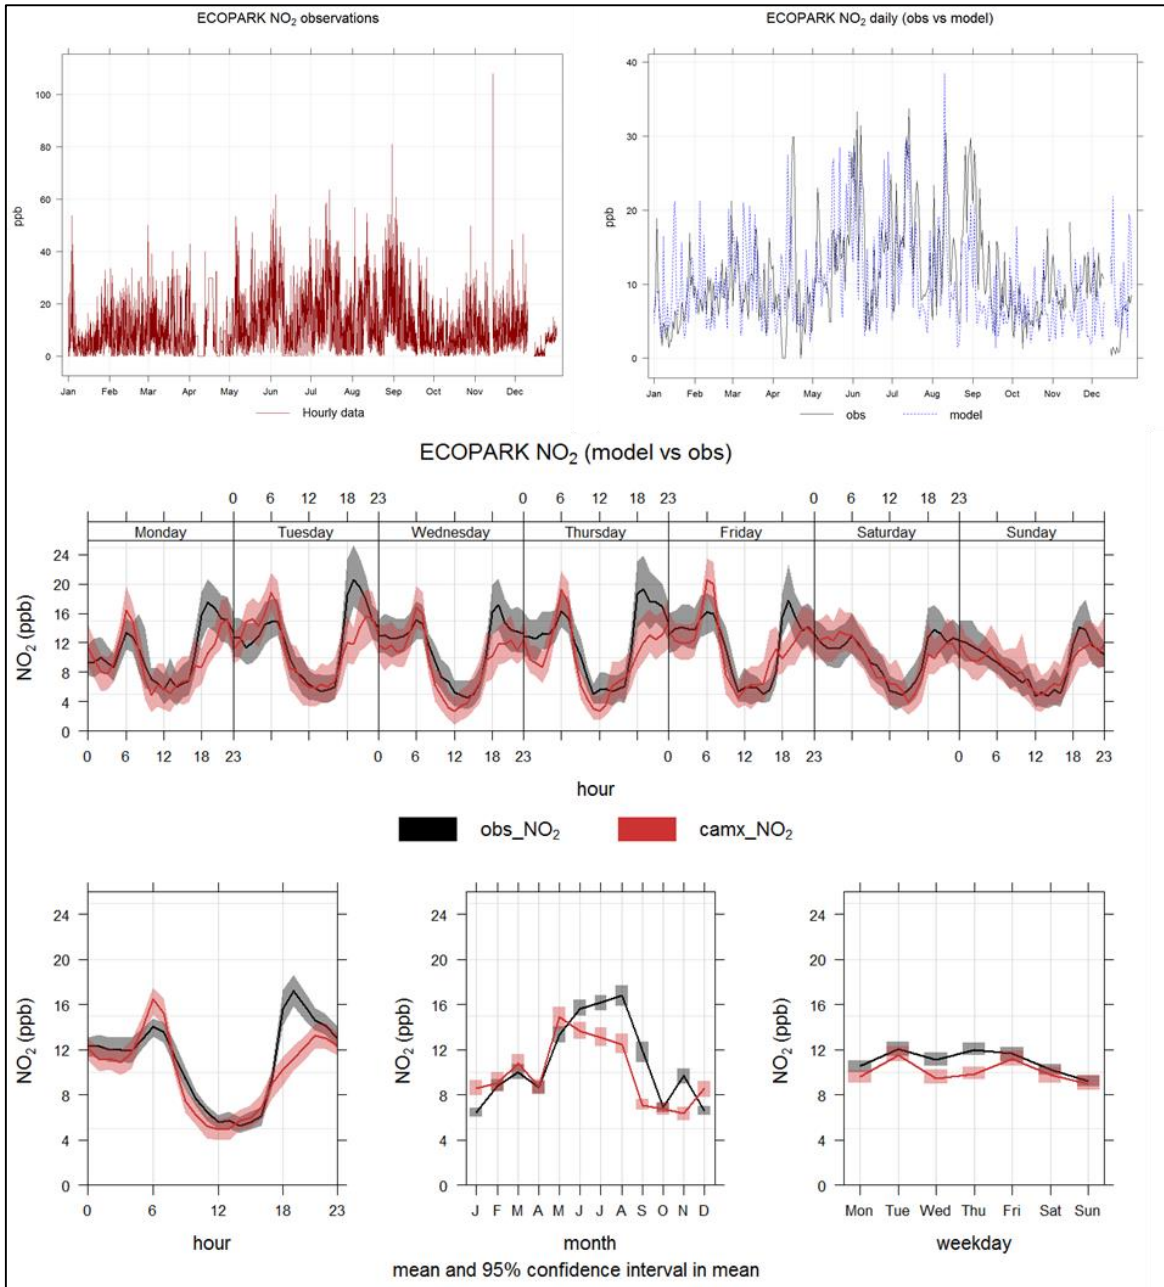 ECOPARK NO₂ observations
ppb
100
80
60
40
20
0
Jan Feb Mar Apr May Jun Jul Aug Sep Oct Nov Dec
Hourly data
ECOPARK NO₂ daily (obs vs model)
ppb
40
30
20
10
0
Jan Feb Mar Apr May Jun Jul Aug Sep Oct Nov Dec
obs model
ECOPARK NO₂ (model vs obs)
0 6 12 18 23 0 6 12 18 23 0 6 12 18 23
Monday Tuesday Wednesday Thursday Friday Saturday Sunday
NO₂ (ppb)
24
20
16
12
8
4
0
0 6 12 18 23 0 6 12 18 23 0 6 12 18 23 0 6 12 18 23
hour
obs_NO₂ camx_NO₂
NO₂ (ppb)
24
20
16
12
8
4
0
0 6 12 18 23
hour
NO₂ (ppb)
24
20
16
12
8
4
0
J F M A M J J A S O N D
month
NO₂ (ppb)
24
20
16
12
8
4
0
Mon Tue Wed Thu Fri Sat Sun
weekday
mean and 95% confidence interval in mean